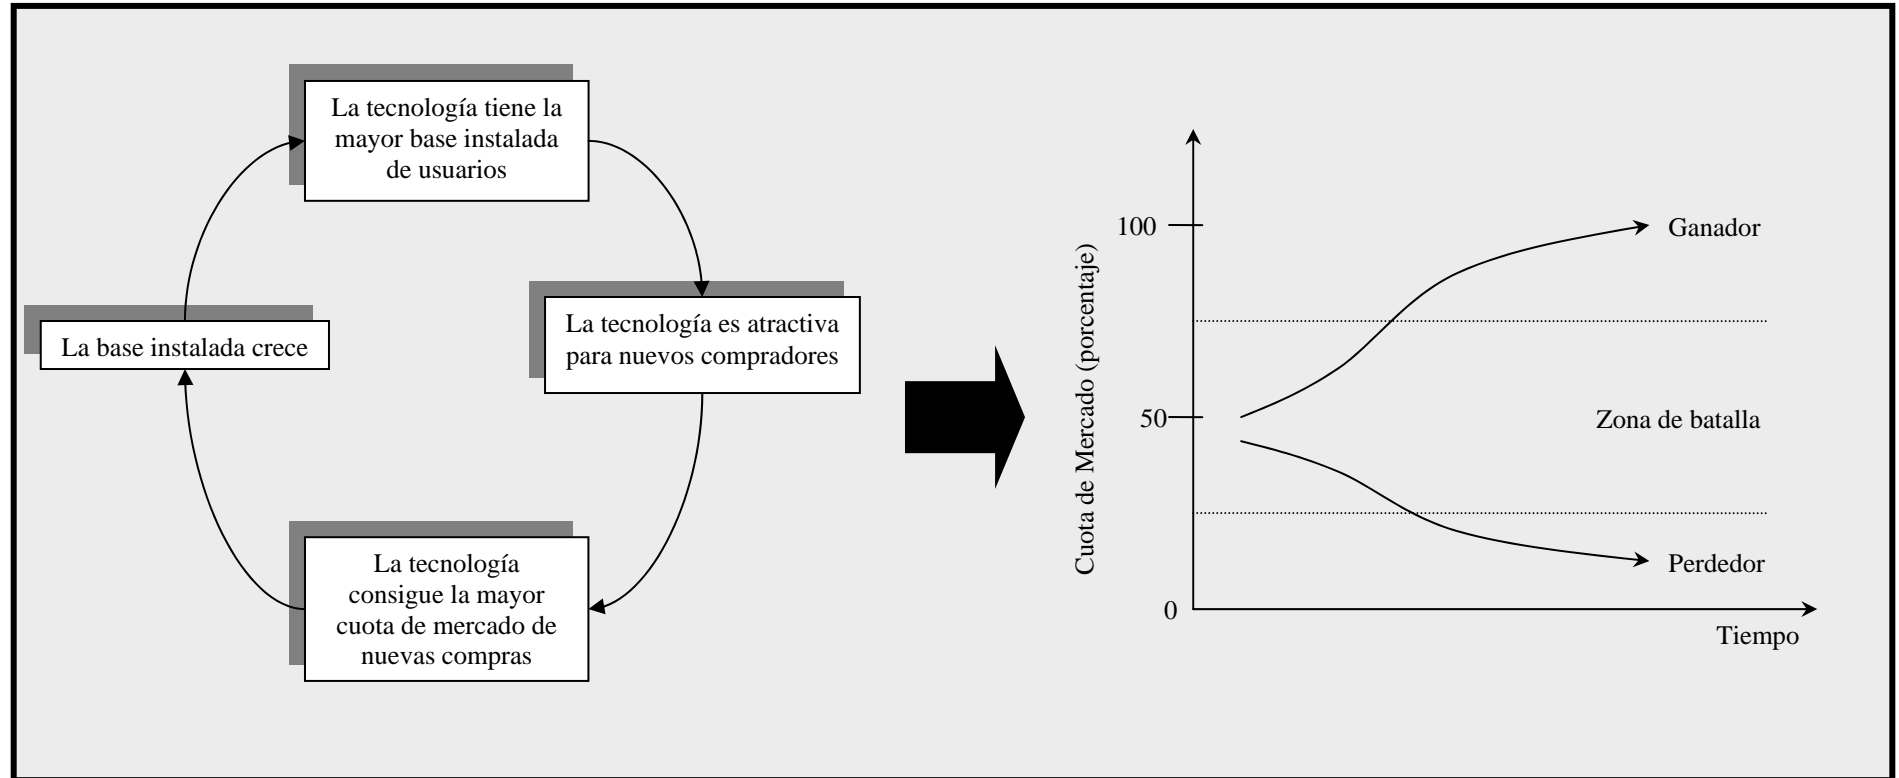 La tecnología tiene la
mayor base instalada
de usuarios
La tecnología es atractiva
para nuevos compradores
La tecnología
consigue la mayor
cuota de mercado de
nuevas compras
La base instalada crece
Cuota de Mercado (porcentaje)
100
50
0
Ganador
Zona de batalla
Perdedor
Tiempo